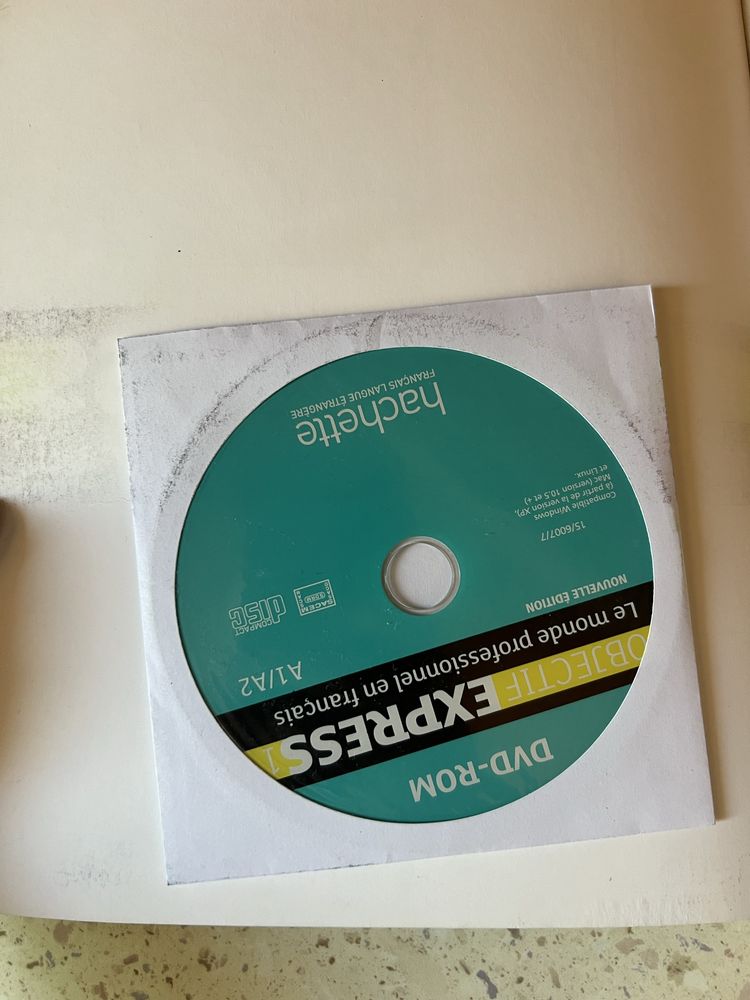 DVD-ROM
OBJECTIF EXPRESS 1
Le monde professionnel en français
NOUVELLE ÉDITION
A1/A2
COMPACT
disc
SACEM
SDRM
15/6007/7
Compatible Windows
(à partir de la version XP),
Mac (version 10.5 et +)
et Linux.
hachette
FRANÇAIS LANGUE ÉTRANGÈRE